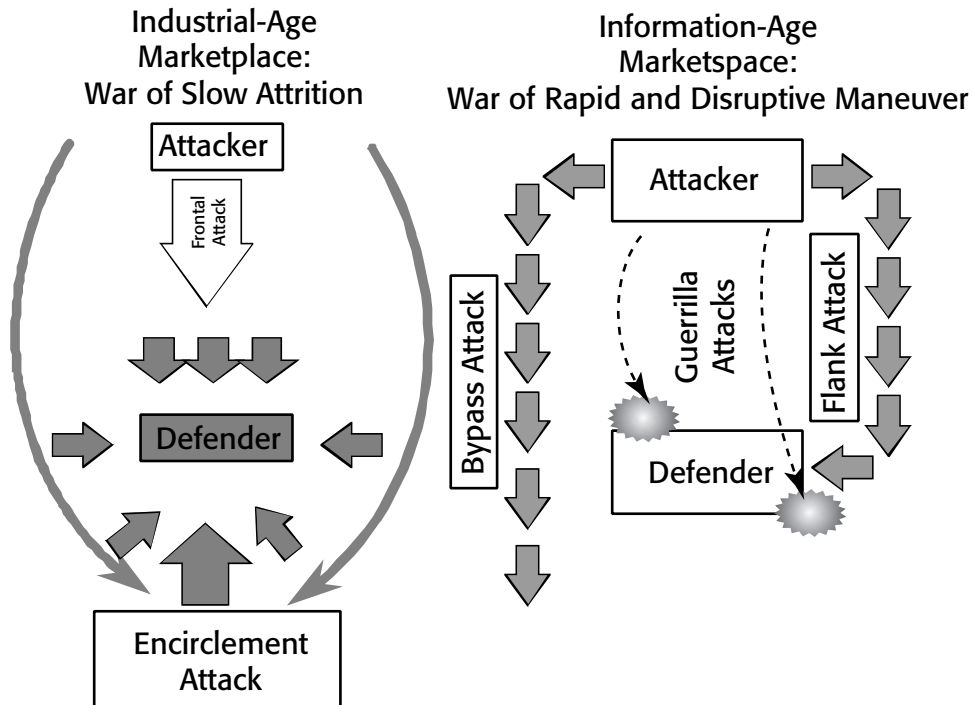 Industrial-Age
Marketplace:
War of Slow Attrition
Attacker
Frontal
Attack
Defender
Encirclement
Attack
Information-Age
Marketspace:
War of Rapid and Disruptive Maneuver
Attacker
Bypass Attack
Guerrilla
Attacks
Flank Attack
Defender